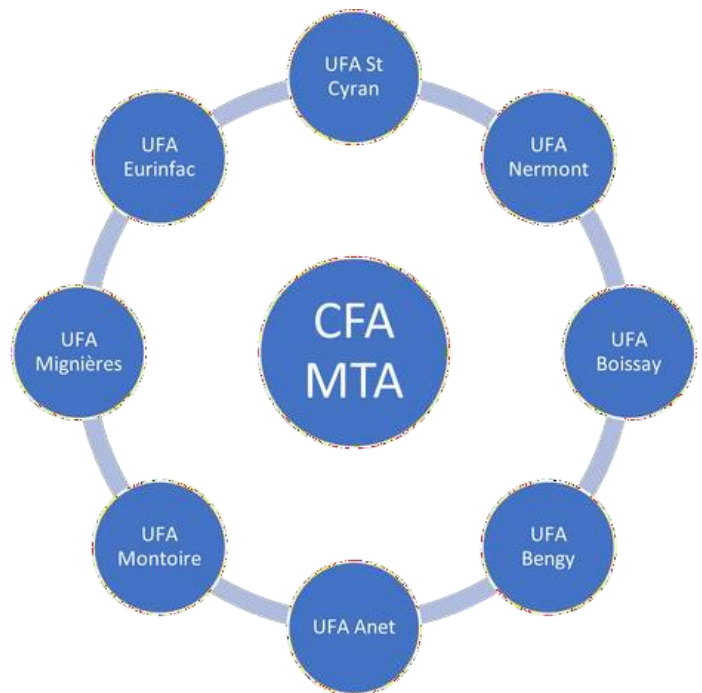 UFA St
Cyran
UFA
Nermont
UFA
Boissay
UFA
Bengy
UFA Anet
UFA
Montoire
UFA
Mignières
UFA
Eurinfac
CFA
MTA